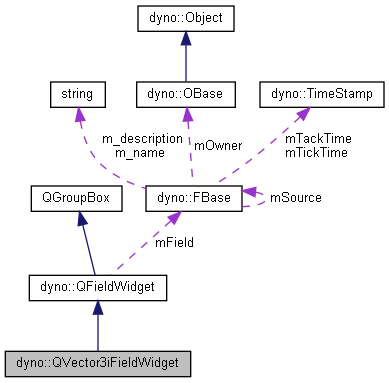 dyno::Object
string
dyno::OBase
dyno::TimeStamp
m_description
m_name
mOwner
mTackTime
mTickTime
QGroupBox
dyno::FBase
mSource
mField
dyno::QFieldWidget
dyno::QVector3iFieldWidget